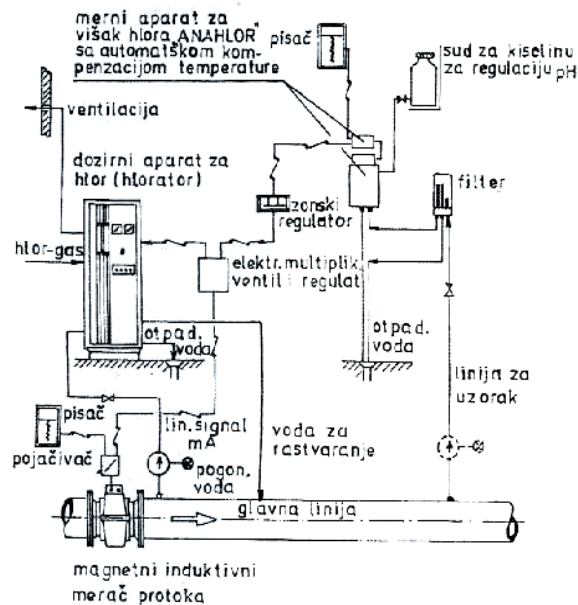 merni aparat za
višak hlora „ANAHLOR"
sa automatskom kom-
penzacijom temperature
pisač
sud za kiselinu
za regulaciju pH
ventilacija
dozirni aparat za
hlor (hlorator)
zonski
regulator
filter
hlor-gas
elektr. multiplik.
ventil i regulat.
otpad.
voda
otpad.
voda
linija za
uzorak
pisač
lin. signal
mA
pojačivač
pogon.
voda
voda za
rastvaranje
glavna linija
magnetni induktivni
merač protoka